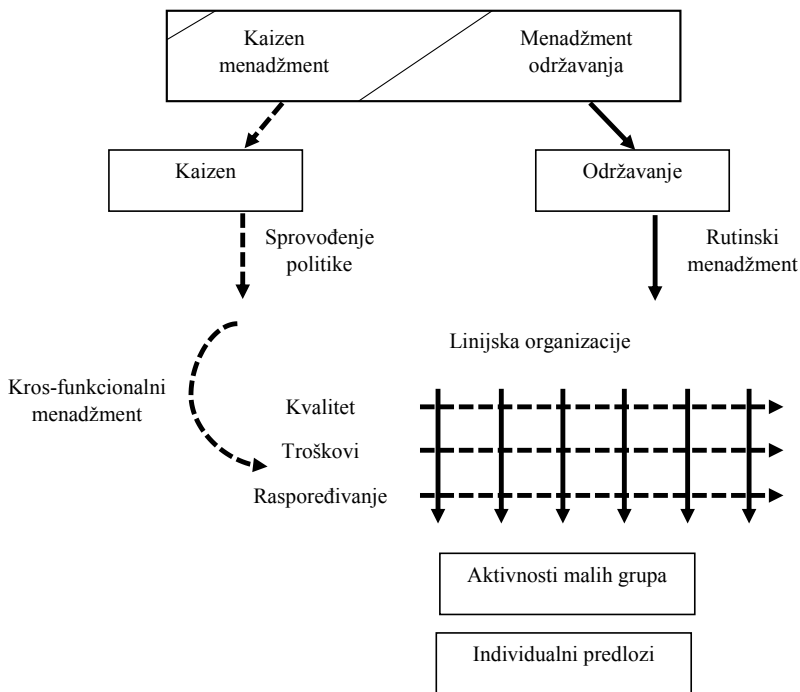 Kaizen
menadžment
Menadžment
održavanja
Kaizen
Održavanje
Sprovođenje
politike
Rutinski
menadžment
Linijska organizacije
Kros-funkcionalni
menadžment
Kvalitet
Troškovi
Raspoređivanje
Aktivnosti malih grupa
Individualni predlozi